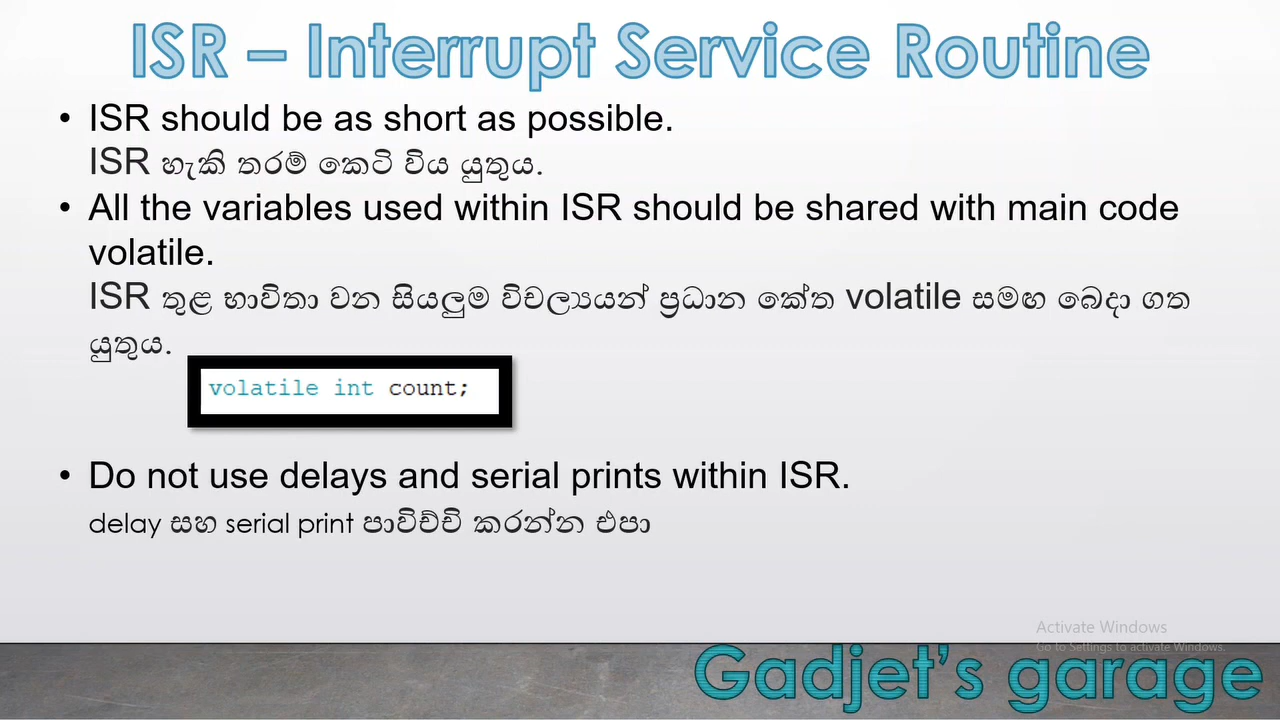 ISR – Interrupt Service Routine
• ISR should be as short as possible.
ISR හැකි තරම් කෙටි විය යුතුය.
• All the variables used within ISR should be shared with main code
volatile.
ISR තුළ භාවිතා වන සියලුම විචල්‍යයන් ප්‍රධාන කේත volatile සමඟ බෙදා ගත
යුතුය.
volatile int count;
• Do not use delays and serial prints within ISR.
delay සහ serial print පාවිච්චි කරන්න එපා
Activate Windows
Go to Settings to activate Windows.
Gadjet's garage